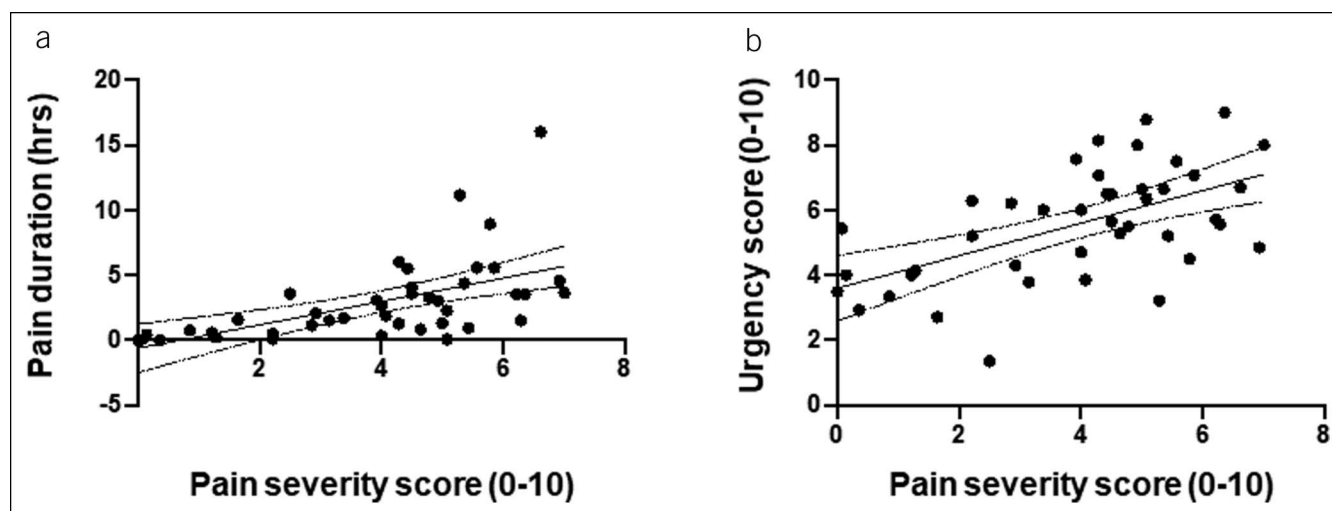 a
Pain duration (hrs)
20
15
10
5
0
-5
2 4 6 8
Pain severity score (0-10)
b
Urgency score (0-10)
10
8
6
4
2
0
0 2 4 6 8
Pain severity score (0-10)